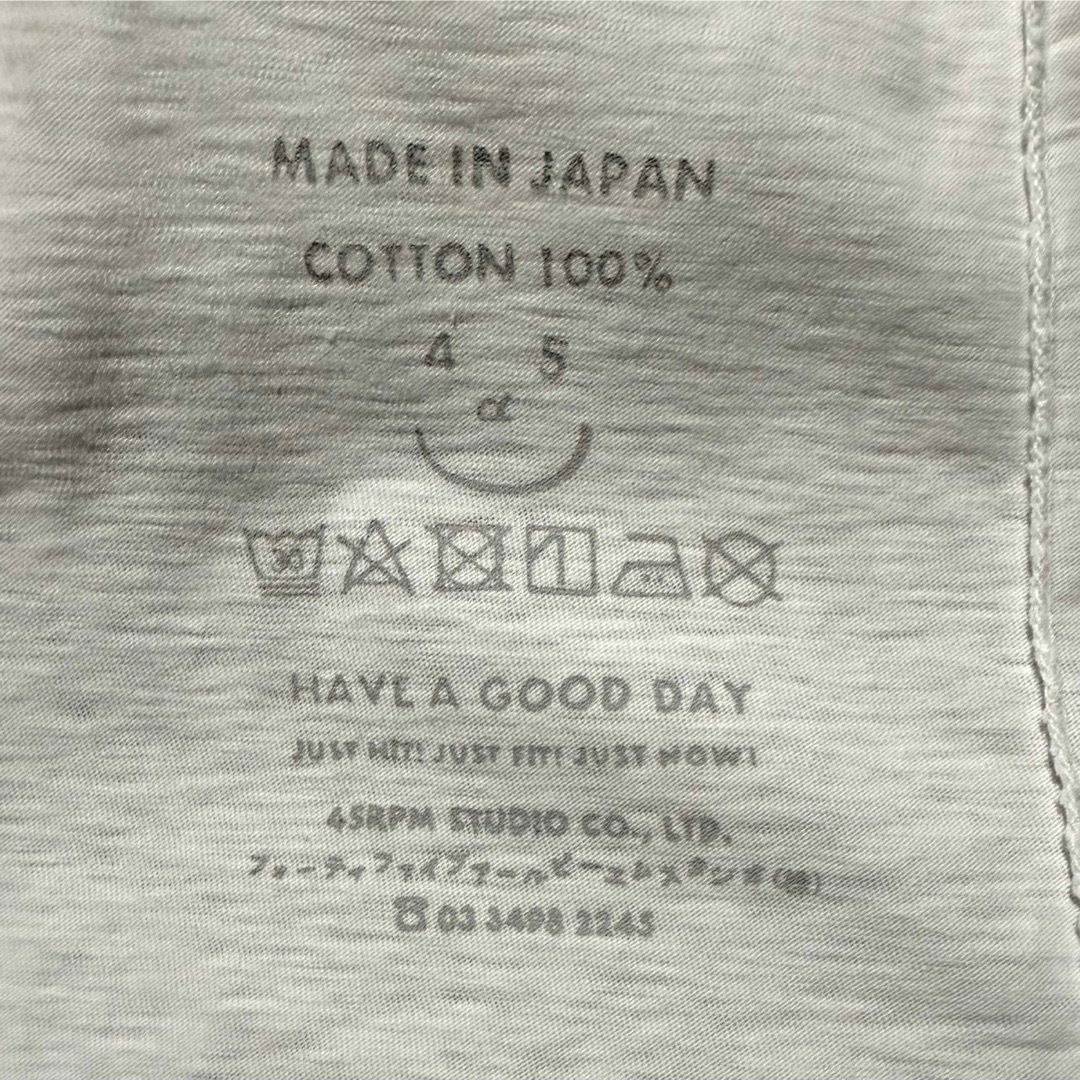 MADE IN JAPAN
COTTON 100%
4 5
HAVE A GOOD DAY
JUST HIT! JUST FIT! JUST NOW!
45RPM STUDIO CO., LTD.
フォーティファイブアールピーエムスタジオ(株)
☎ 03 3498 2245